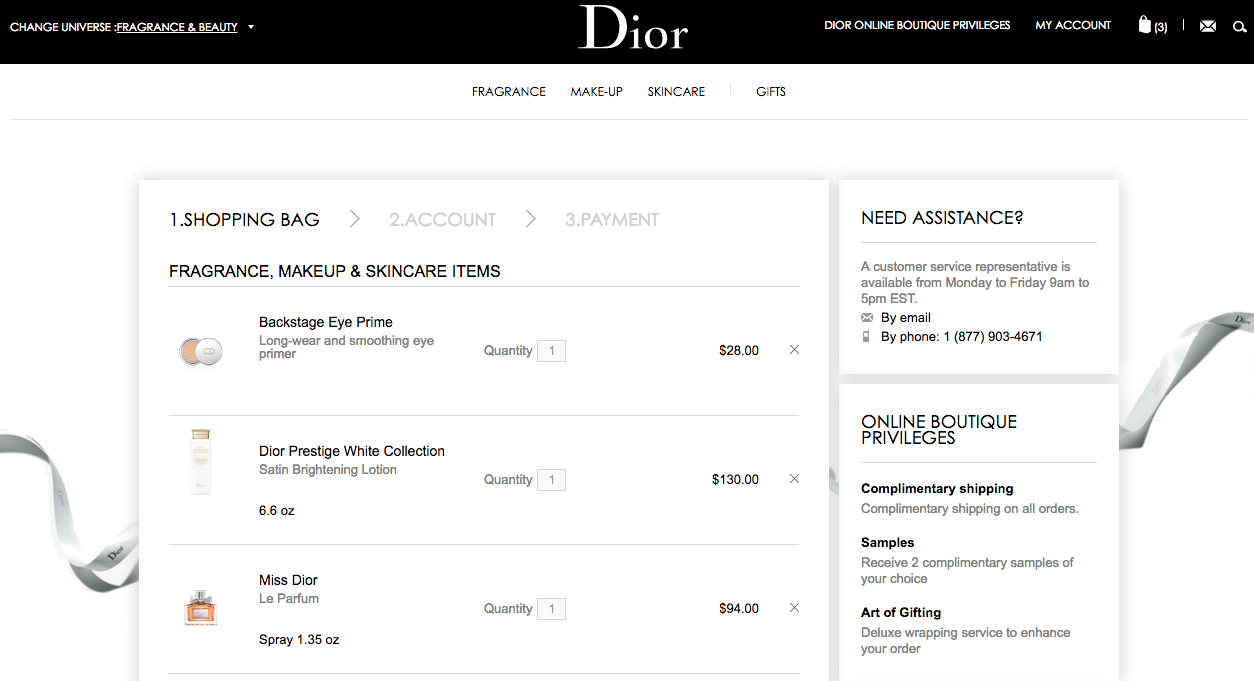 CHANGE UNIVERSE :FRAGRANCE & BEAUTY
Dior
DIOR ONLINE BOUTIQUE PRIVILEGES
MY ACCOUNT
(3)
FRAGRANCE
MAKE-UP
SKINCARE
GIFTS
1.SHOPPING BAG
2.ACCOUNT
3.PAYMENT
FRAGRANCE, MAKEUP & SKINCARE ITEMS
Backstage Eye Prime
Long-wear and smoothing eye
primer
Quantity 1
$28.00
Dior Prestige White Collection
Satin Brightening Lotion
6.6 oz
Quantity 1
$130.00
Miss Dior
Le Parfum
Spray 1.35 oz
Quantity 1
$94.00
NEED ASSISTANCE?
A customer service representative is
available from Monday to Friday 9am to
5pm EST.
By email
By phone: 1 (877) 903-4671
ONLINE BOUTIQUE
PRIVILEGES
Complimentary shipping
Complimentary shipping on all orders.
Samples
Receive 2 complimentary samples of
your choice
Art of Gifting
Deluxe wrapping service to enhance
your order
Dior
Dior